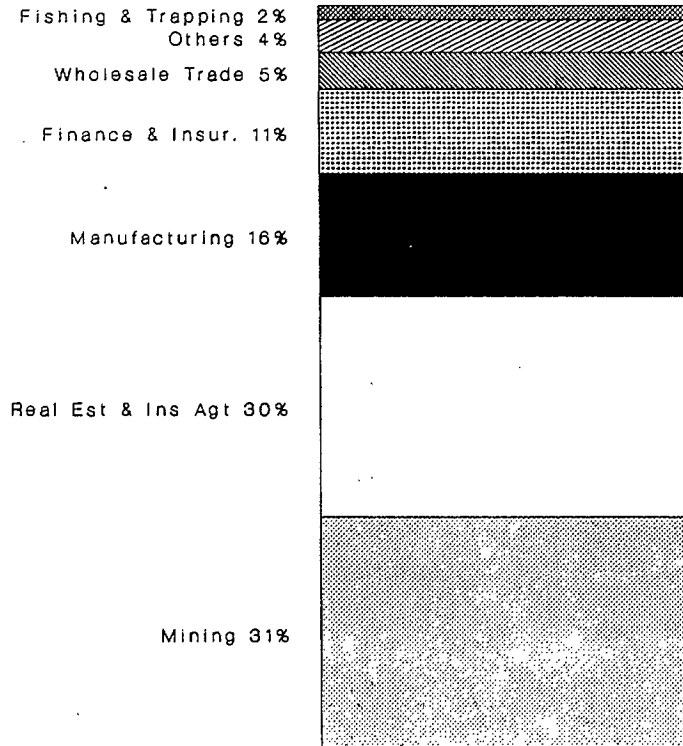 Fishing & Trapping 2%
Others 4%
Wholesale Trade 5%
Finance & Insur. 11%
Manufacturing 16%
Real Est & Ins Agt 30%
Mining 31%